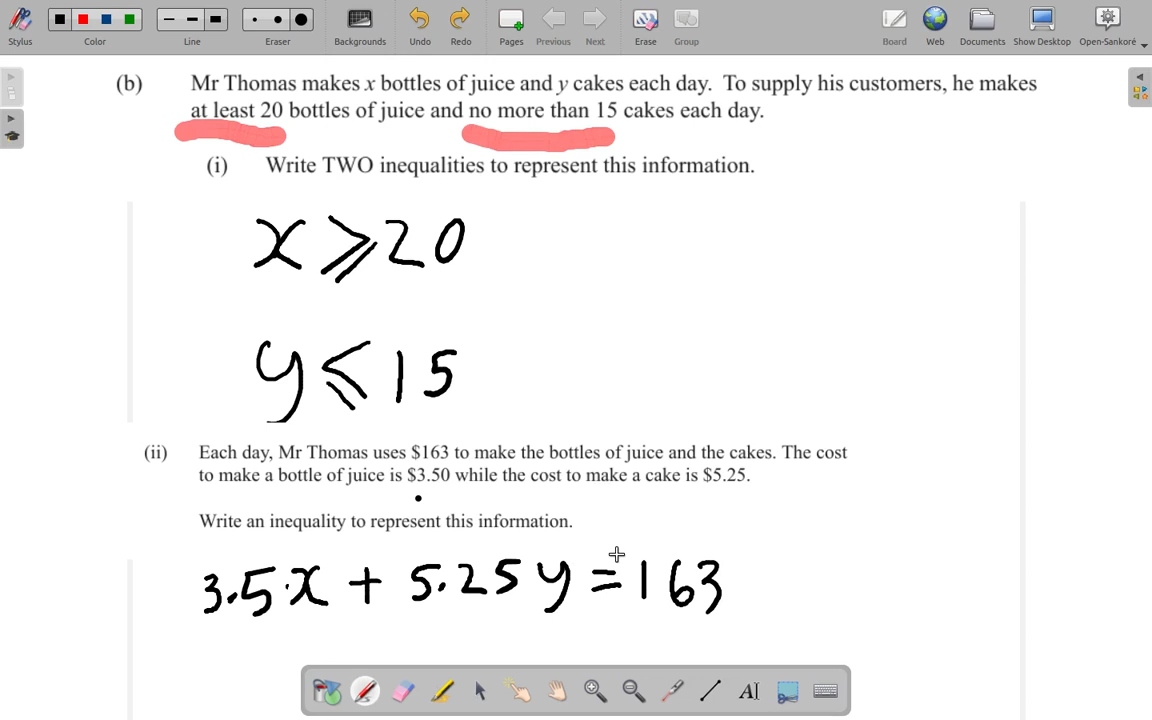 Stylus Color Line Eraser Backgrounds Undo Redo Pages Previous Next Erase Group Board Web Documents Show Desktop Open-Sankoré
(b) Mr Thomas makes x bottles of juice and y cakes each day. To supply his customers, he makes
at least 20 bottles of juice and no more than 15 cakes each day.
(i) Write TWO inequalities to represent this information.
x ⩾ 20
y ⩽ 15
(ii) Each day, Mr Thomas uses $163 to make the bottles of juice and the cakes. The cost
to make a bottle of juice is $3.50 while the cost to make a cake is $5.25.
Write an inequality to represent this information.
3.5·x + 5.25y = 163
AI